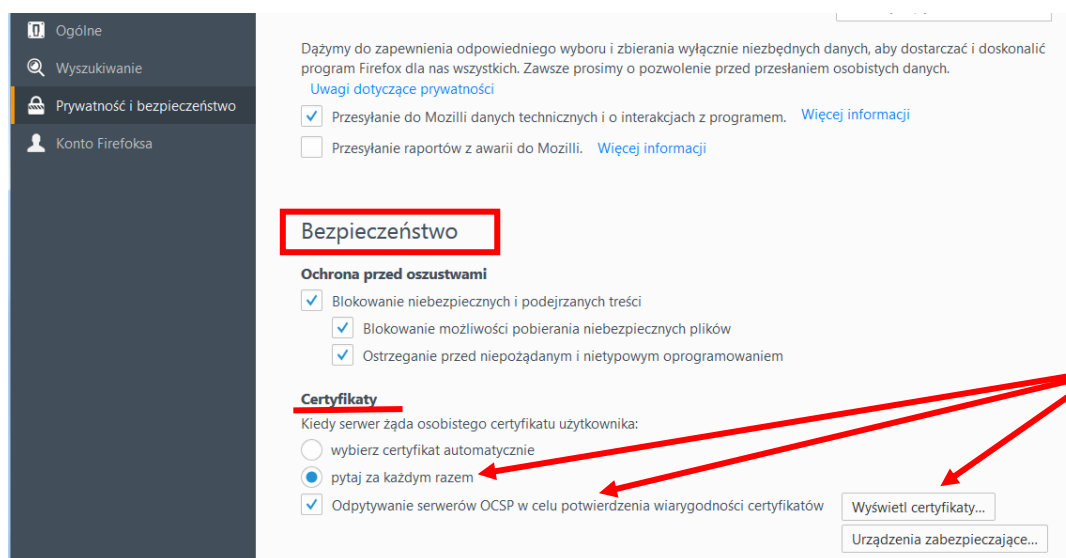 Ogólne
Wyszukiwanie
Prywatność i bezpieczeństwo
Konto Firefoksa
Dążymy do zapewnienia odpowiedniego wyboru i zbierania wyłącznie niezbędnych danych, aby dostarczać i doskonalić
program Firefox dla nas wszystkich. Zawsze prosimy o pozwolenie przed przesłaniem osobistych danych.
Uwagi dotyczące prywatności
Przesyłanie do Mozilli danych technicznych i o interakcjach z programem. Więcej informacji
Przesyłanie raportów z awarii do Mozilli. Więcej informacji
Bezpieczeństwo
Ochrona przed oszustwami
Blokowanie niebezpiecznych i podejrzanych treści
Blokowanie możliwości pobierania niebezpiecznych plików
Ostrzeganie przed niepożądanym i nietypowym oprogramowaniem
Certyfikaty
Kiedy serwer żąda osobistego certyfikatu użytkownika:
wybierz certyfikat automatycznie
pytaj za każdym razem
Odpytywanie serwerów OCSP w celu potwierdzenia wiarygodności certyfikatów
Wyświetl certyfikaty...
Urządzenia zabezpieczające...